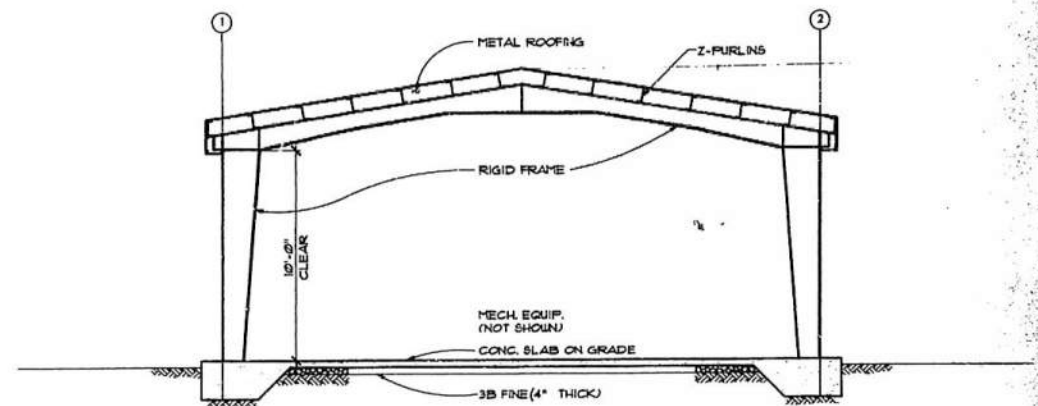 1
2
METAL ROOFING
Z-PURLINS
RIGID FRAME
10'-0"
CLEAR
MECH. EQUIP.
(NOT SHOWN)
CONC. SLAB ON GRADE
3B FINE (4" THICK)